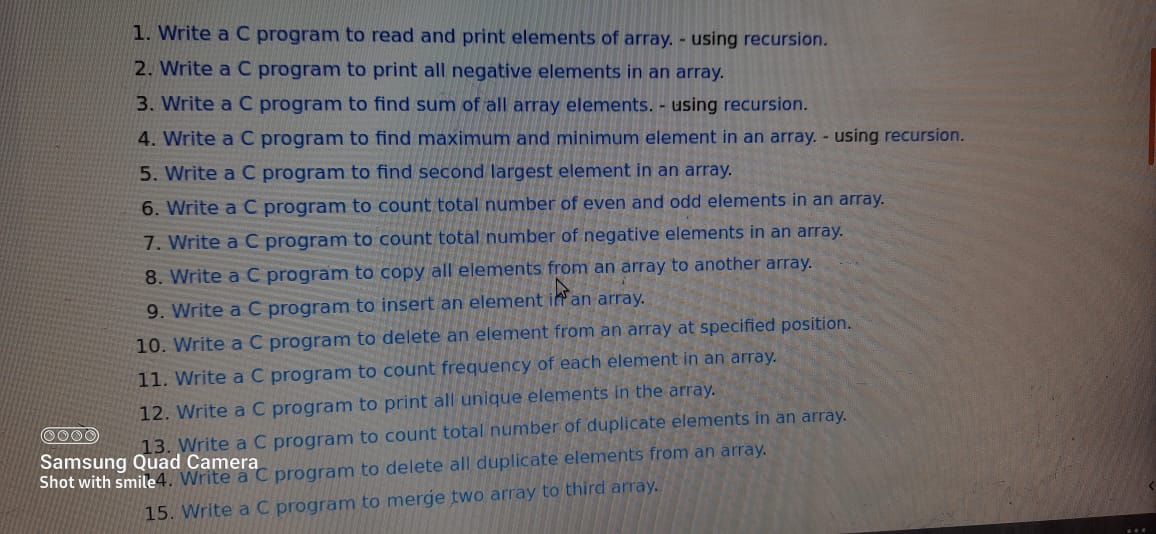 1. Write a C program to read and print elements of array. - using recursion.
2. Write a C program to print all negative elements in an array.
3. Write a C program to find sum of all array elements. - using recursion.
4. Write a C program to find maximum and minimum element in an array. - using recursion.
5. Write a C program to find second largest element in an array.
6. Write a C program to count total number of even and odd elements in an array.
7. Write a C program to count total number of negative elements in an array.
8. Write a C program to copy all elements from an array to another array.
9. Write a C program to insert an element in an array.
10. Write a C program to delete an element from an array at specified position.
11. Write a C program to count frequency of each element in an array.
12. Write a C program to print all unique elements in the array.
13. Write a C program to count total number of duplicate elements in an array.
14. Write a C program to delete all duplicate elements from an array.
15. Write a C program to merge two array to third array.
Samsung Quad Camera
Shot with smile